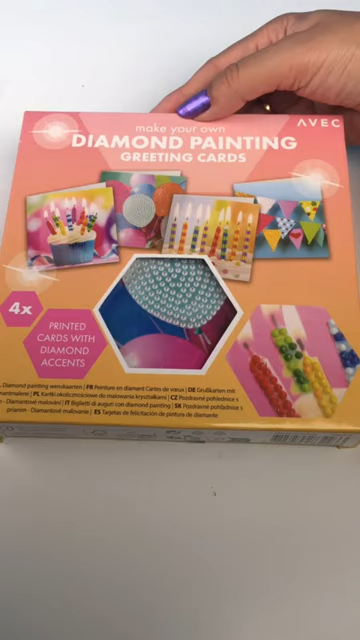 AVEC
make your own
DIAMOND PAINTING
GREETING CARDS
4x
PRINTED
CARDS WITH
DIAMOND
ACCENTS
Diamond painting wenskaarten | FR Peinture en diamant Cartes de vœux | DE Grußkarten mit
| PL Kartki okolicznościowe do malowania kryształkami | CZ Pozdravné pohlednice s
- Diamantové malování | IT Biglietti di auguri con diamond painting | SK Pozdravné pohľadnice s
- Diamantové maľovanie | ES Tarjetas de felicitación de pintura de diamante